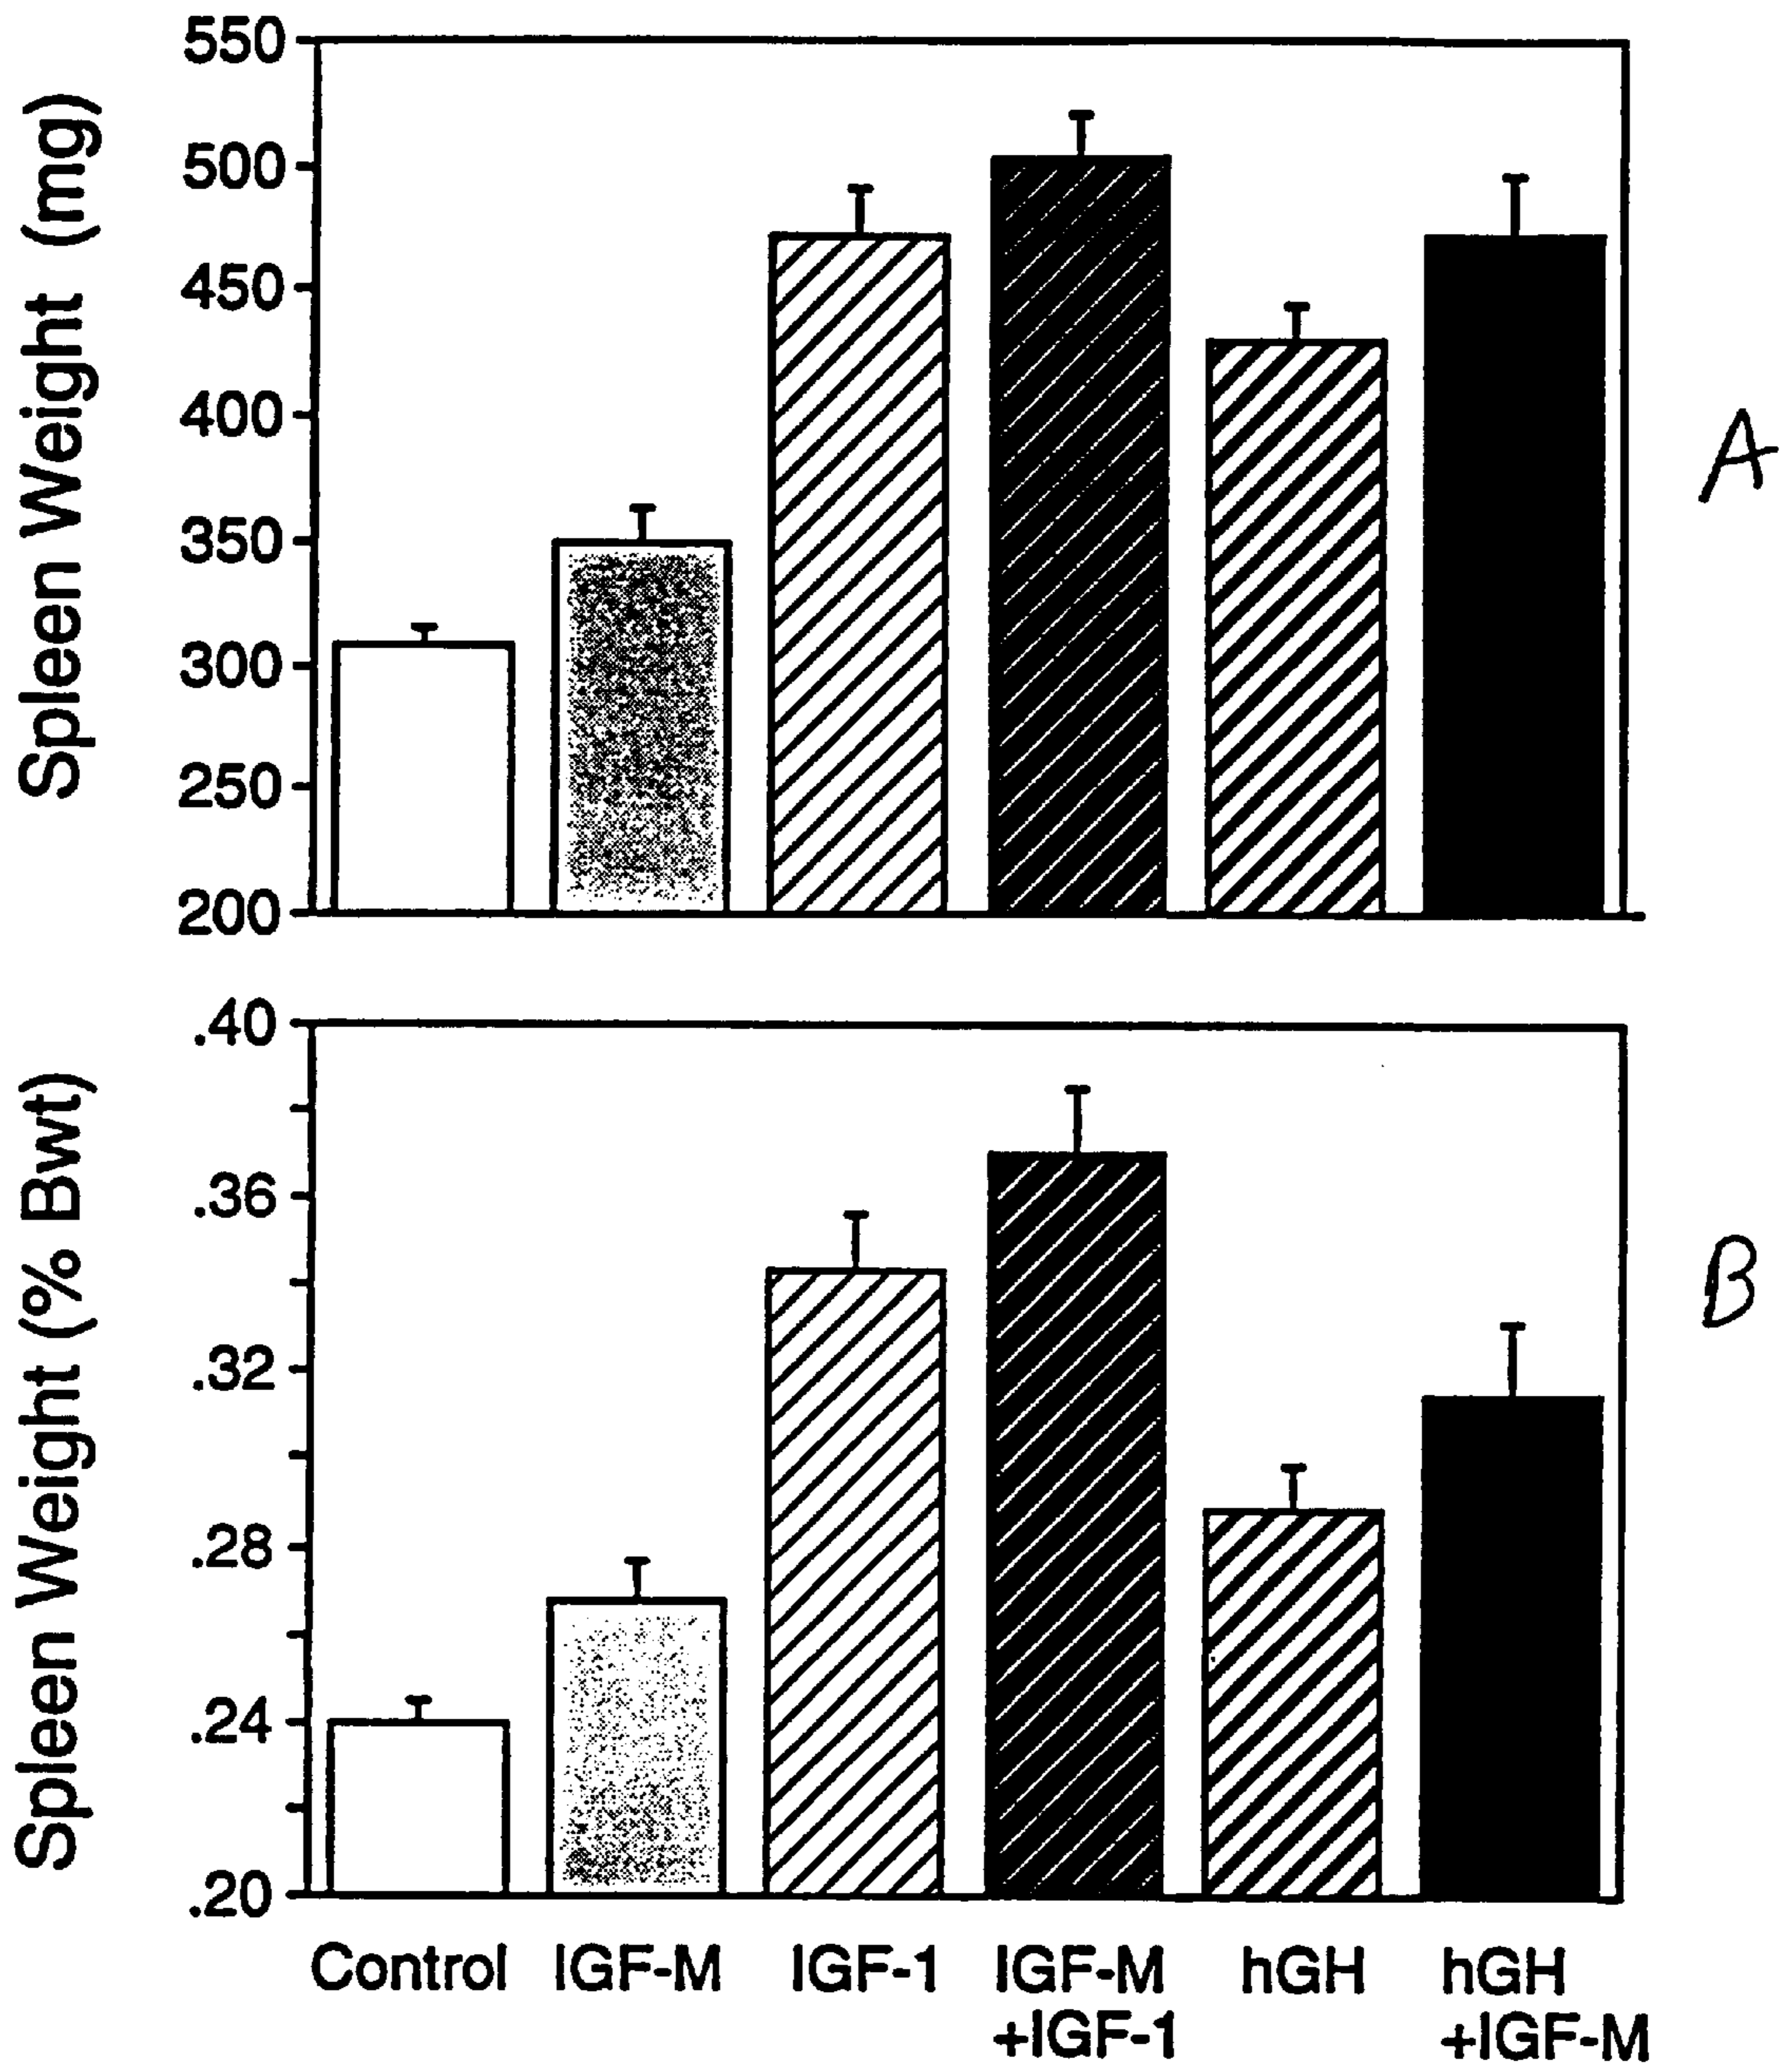 Spleen Weight (mg)
550
500
450
400
350
300
250
200
A
Spleen Weight (% Bwt)
.40
.36
.32
.28
.24
.20
B
Control IGF-M IGF-1 IGF-M hGH hGH
+IGF-1 +IGF-M